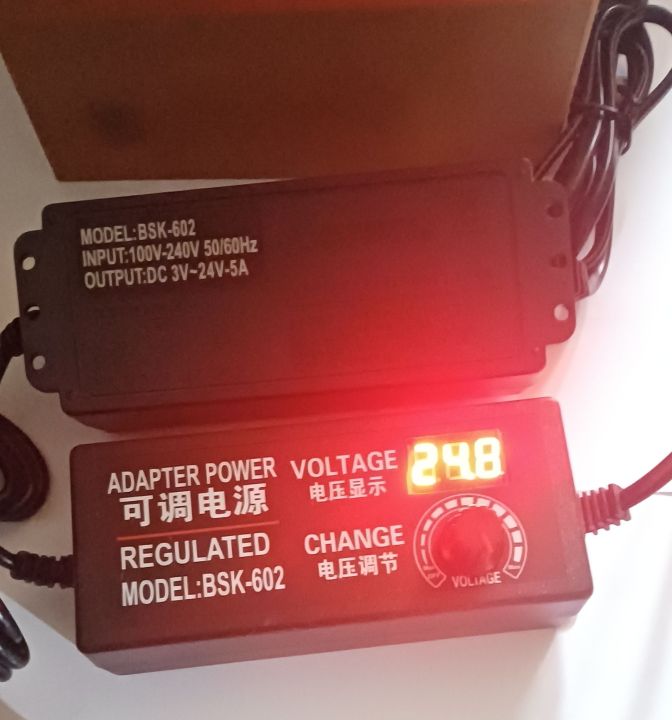 MODEL:BSK-602
INPUT:100V-240V 50/60Hz
OUTPUT:DC 3V~24V-5A
ADAPTER POWER
可调电源
REGULATED
MODEL:BSK-602
VOLTAGE
电压显示
24.8
CHANGE
电压调节
VOLTAGE